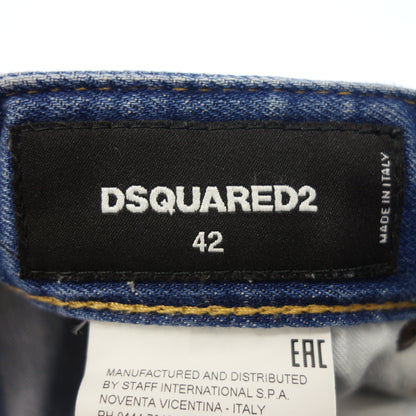 DSQUARED2
42
MADE IN ITALY
EAC
MANUFACTURED AND DISTRIBUTED
BY STAFF INTERNATIONAL S.P.A.
NOVENTA VICENTINA - ITALY